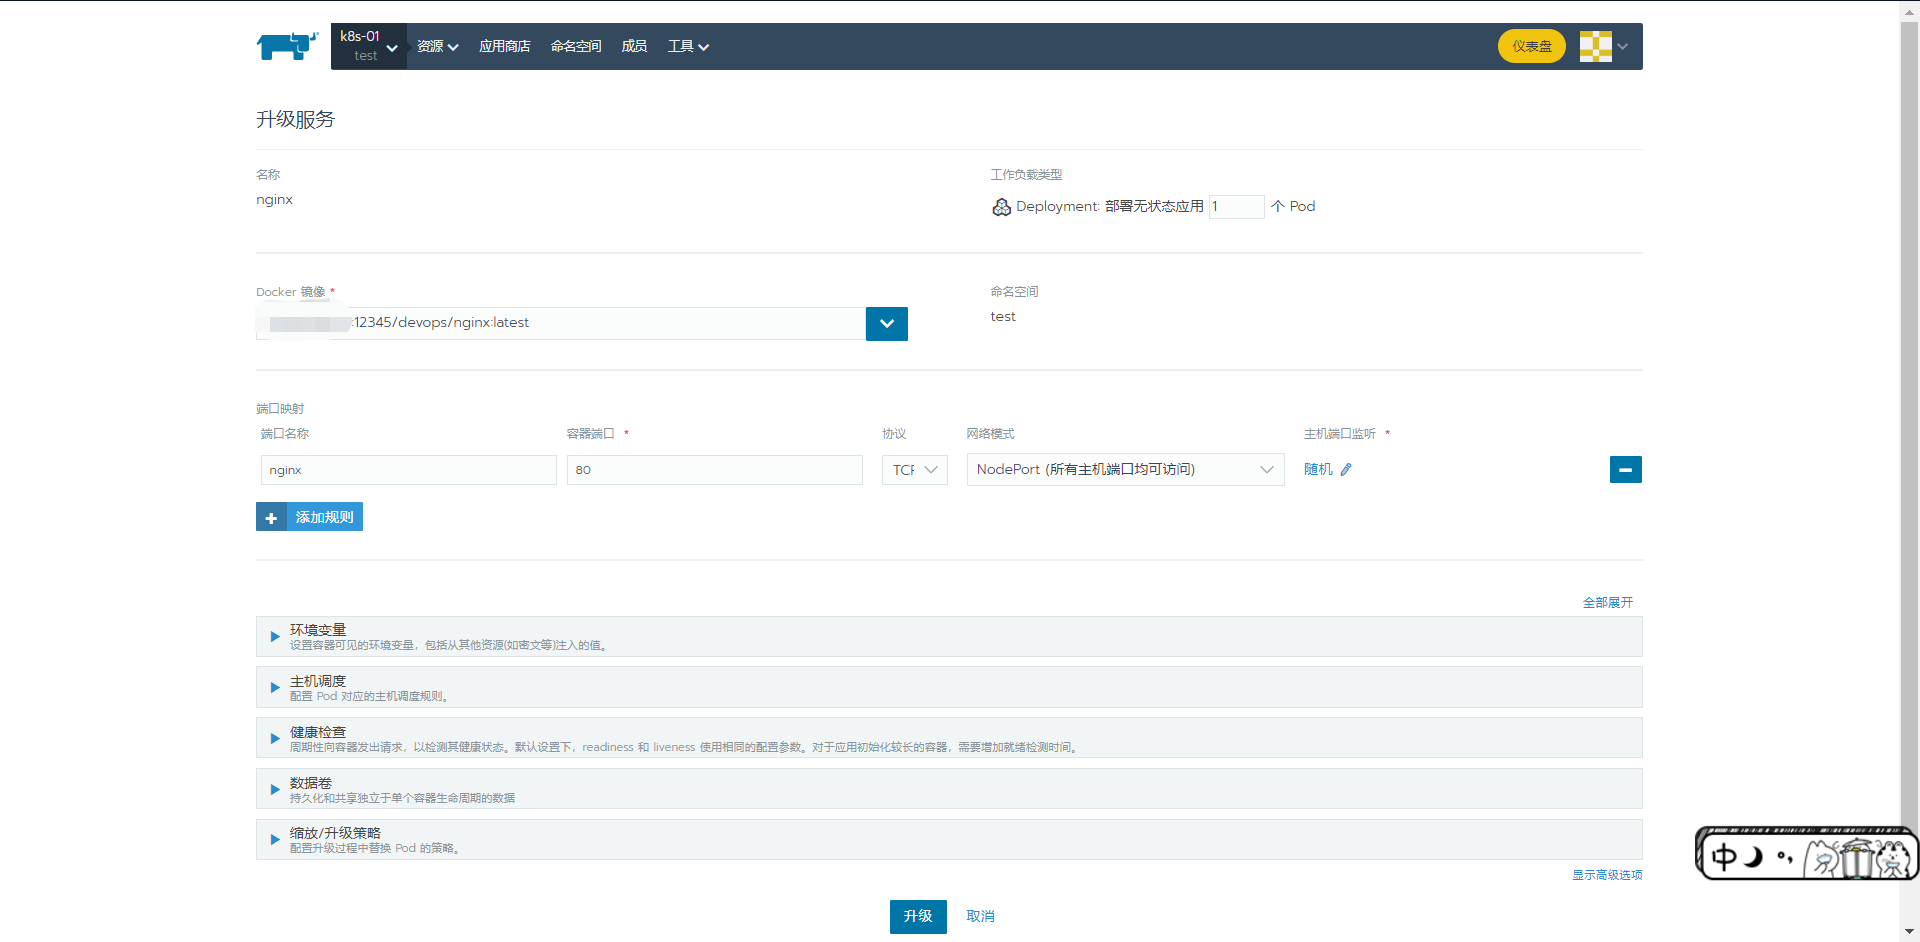 k8s-01
test
资源
应用商店
命名空间
成员
工具
仪表盘
升级服务
名称
nginx
工作负载类型
Deployment: 部署无状态应用 1 个 Pod
Docker 镜像 *
:12345/devops/nginx:latest
命名空间
test
端口映射
端口名称
容器端口 *
协议
网络模式
主机端口监听 *
nginx
80
TCP
NodePort (所有主机端口均可访问)
随机
添加规则
全部展开
环境变量
设置容器可见的环境变量，包括从其他资源(如密文等)注入的值。
主机调度
配置 Pod 对应的主机调度规则。
健康检查
周期性向容器发出请求，以检测其健康状态。默认设置下，readiness 和 liveness 使用相同的配置参数。对于应用初始化较长的容器，需要增加就绪检测时间。
数据卷
持久化和共享独立于单个容器生命周期的数据
缩放/升级策略
配置升级过程中替换 Pod 的策略。
显示高级选项
升级
取消
中